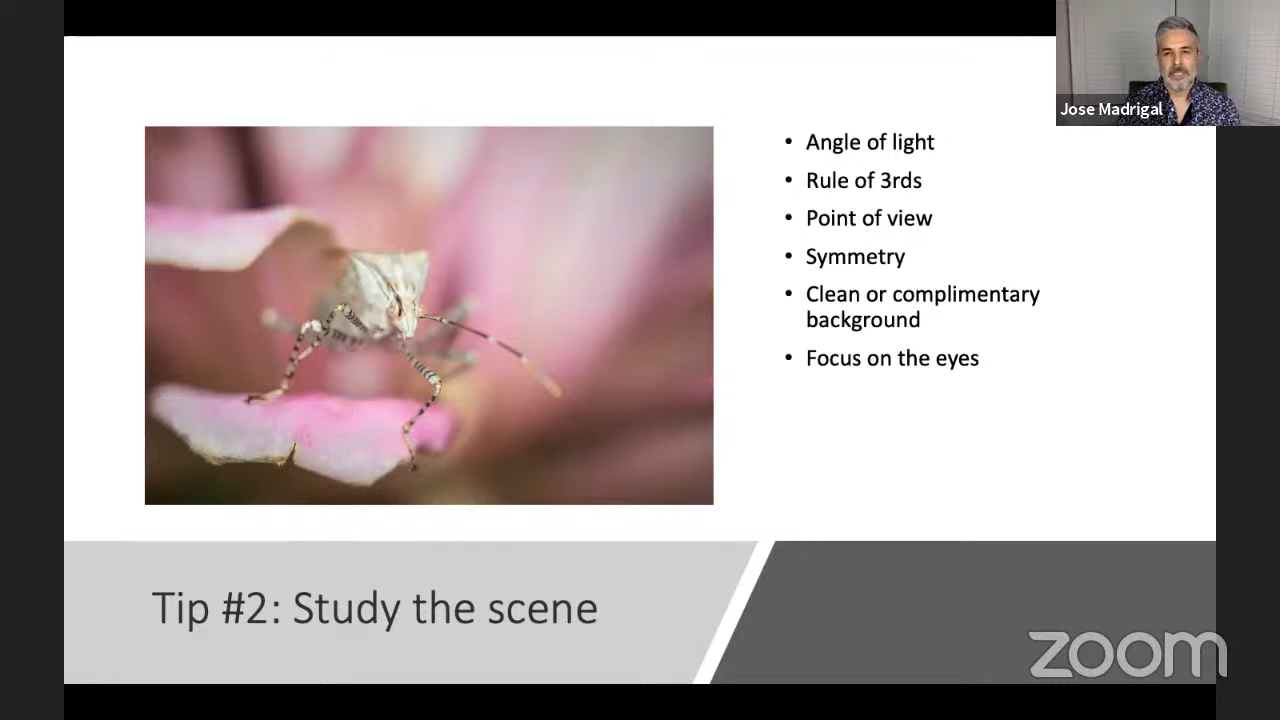 Jose Madrigal
• Angle of light
• Rule of 3rds
• Point of view
• Symmetry
• Clean or complimentary
background
• Focus on the eyes
Tip #2: Study the scene
zoom